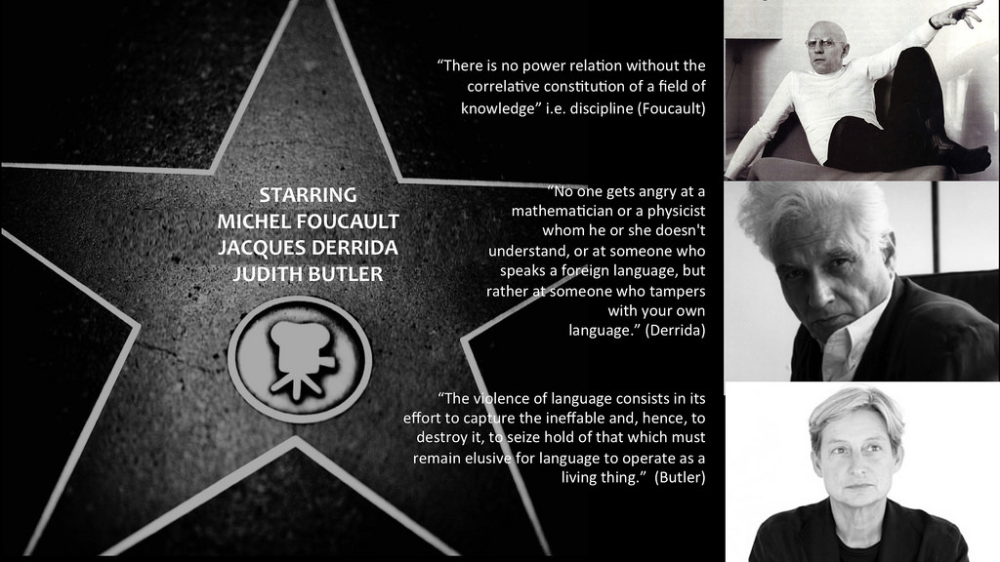 STARRING
MICHEL FOUCAULT
JACQUES DERRIDA
JUDITH BUTLER
“There is no power relation without the
correlative constitution of a field of
knowledge” i.e. discipline (Foucault)
“No one gets angry at a
mathematician or a physicist
whom he or she doesn't
understand, or at someone who
speaks a foreign language, but
rather at someone who tampers
with your own
language.” (Derrida)
“The violence of language consists in its
effort to capture the ineffable and, hence, to
destroy it, to seize hold of that which must
remain elusive for language to operate as a
living thing.”  (Butler)